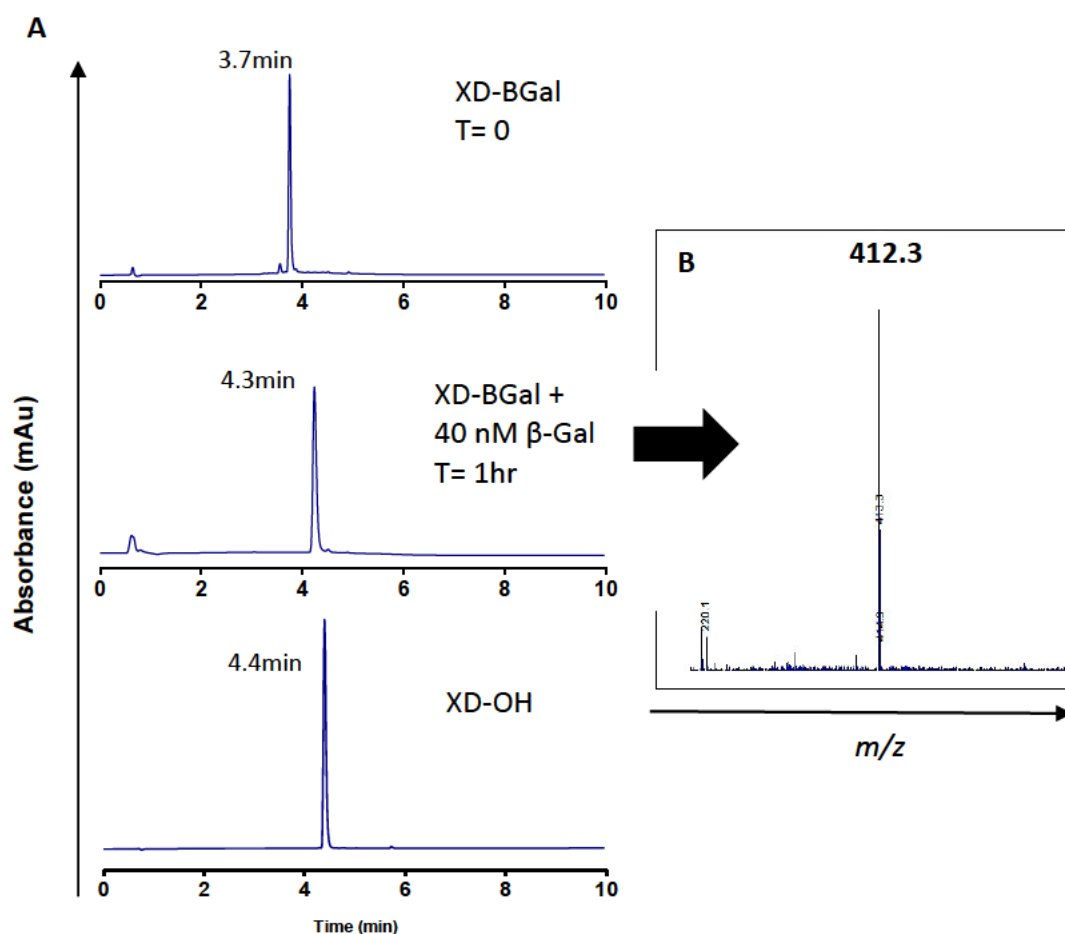 A
Absorbance (mAu)
3.7min
XD-BGal
T= 0
0 2 4 6 8 10
4.3min
XD-BGal +
40 nM β-Gal
T= 1hr
0 2 4 6 8 10
4.4min
XD-OH
0 2 4 6 8 10
Time (min)
B
412.3
413.3
414.3
220.1
m/z